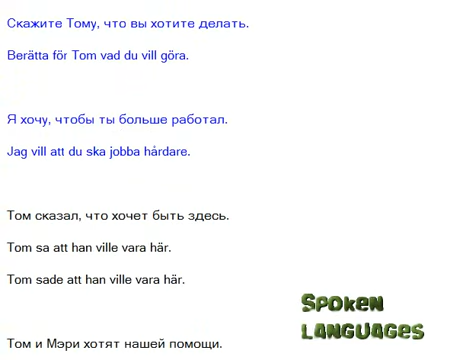 Скажите Тому, что вы хотите делать.
Berätta för Tom vad du vill göra.
Я хочу, чтобы ты больше работал.
Jag vill att du ska jobba hårdare.
Том сказал, что хочет быть здесь.
Tom sa att han ville vara här.
Tom sade att han ville vara här.
Том и Мэри хотят нашей помощи.
Spoken
Languages